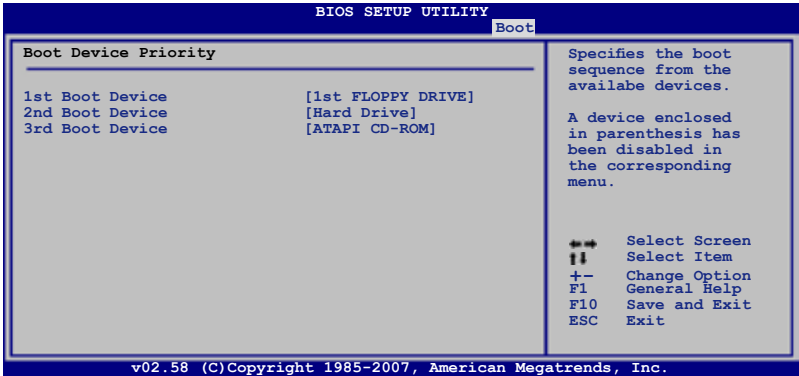 BIOS SETUP UTILITY
Boot
Boot Device Priority
1st Boot Device [1st FLOPPY DRIVE]
2nd Boot Device [Hard Drive]
3rd Boot Device [ATAPI CD-ROM]
Specifies the boot
sequence from the
availabe devices.
A device enclosed
in parenthesis has
been disabled in
the corresponding
menu.
←→ Select Screen
↑↓ Select Item
+- Change Option
F1 General Help
F10 Save and Exit
ESC Exit
v02.58 (C)Copyright 1985-2007, American Megatrends, Inc.